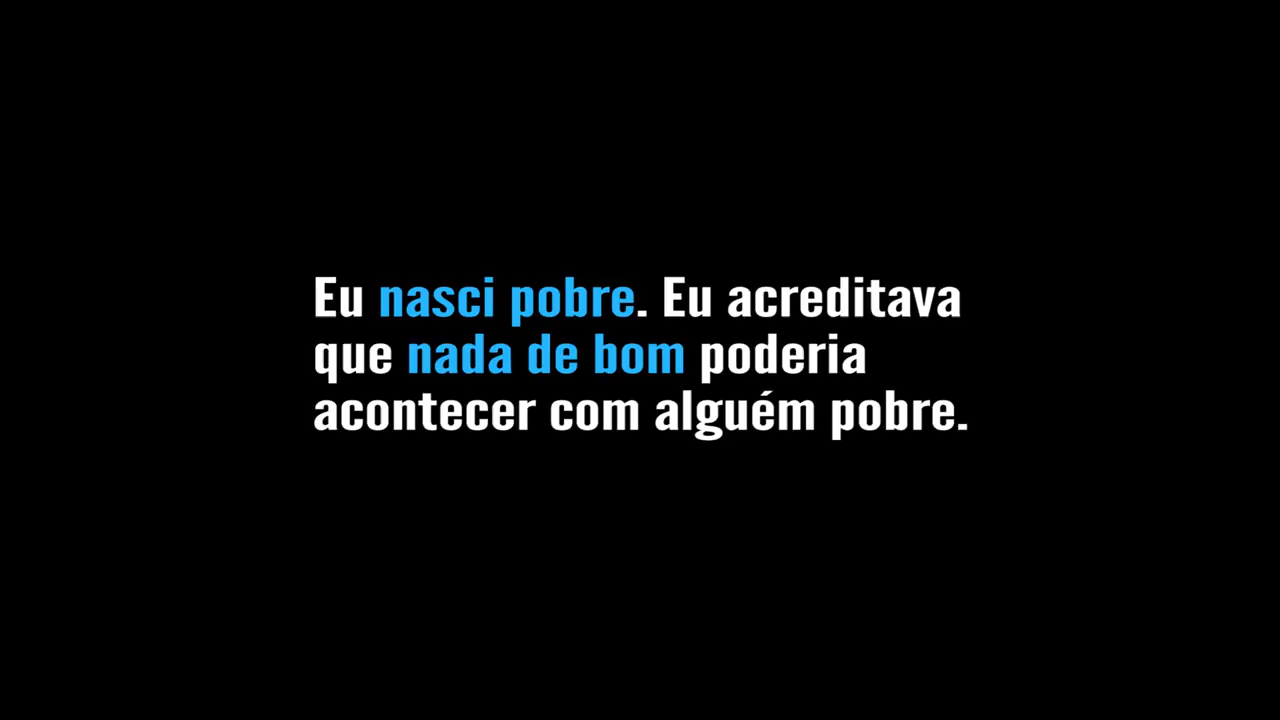 Eu nasci pobre. Eu acreditava
que nada de bom poderia
acontecer com alguém pobre.